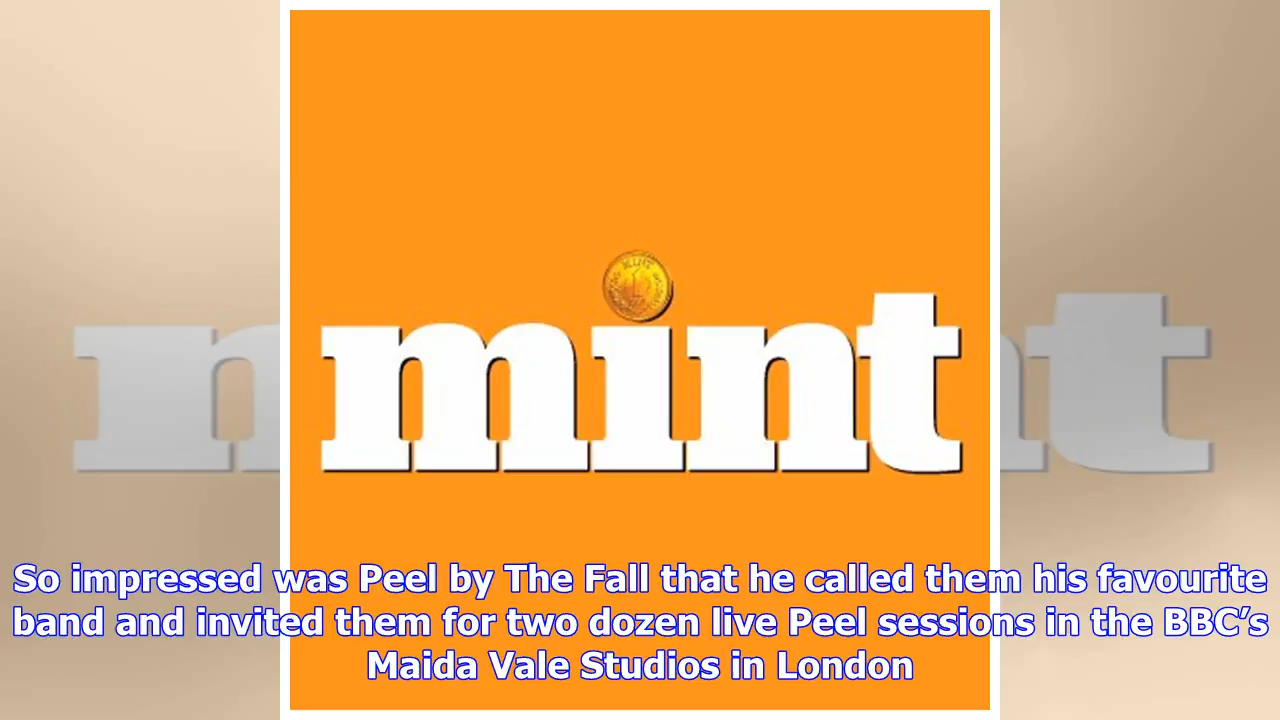 mint
So impressed was Peel by The Fall that he called them his favourite
band and invited them for two dozen live Peel sessions in the BBC’s
Maida Vale Studios in London